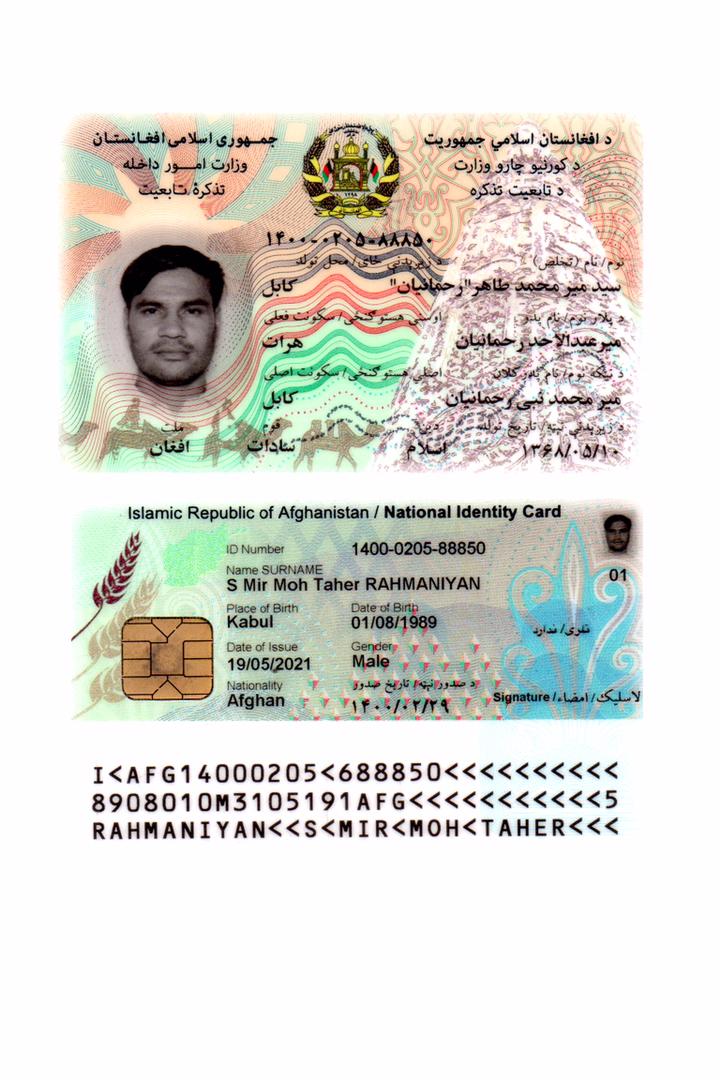 جمهوری اسلامی افغانستان
وزارت امور داخله
تذکرهٔ تابعیت
د افغانستان اسلامي جمهوریت
د کورنیو چارو وزارت
د تابعیت تذکره
۱۴۰۰-۰۲۰۵-۸۸۸۵۰
نوم/نام (تخلص)
د زیږیدنې ځای/محل تولد
سید میر محمد طاهر"رحمانیان"
کابل
د پلار نوم/نام پدر
اوسنی هستوګنځی/سکونت فعلی
میرعبدالاحد رحمانیان
هرات
د نیکه نوم/نام پدر کلان
اصلي هستوګنځی/سکونت اصلی
میر محمد نبی رحمانیان
کابل
د زیږیدنې نېټه/تاریخ تولد
دین
قوم
ملت
۱۳۶۸/۰۵/۱۰
اسلام
سادات
افغان
Islamic Republic of Afghanistan / National Identity Card
ID Number 1400-0205-88850
Name SURNAME
S Mir Moh Taher RAHMANIYAN
01
Place of Birth Date of Birth
Kabul 01/08/1989
تذکری/ندارد
Date of Issue Gender
19/05/2021 Male
Nationality د صدور نېټه/تاریخ صدور
Afghan ۱۴۰۰/۰۲/۲۹
Signature/امضاء/لاسلیک
I<AFG14000205<688850<<<<<<<<<<
8908010M3105191AFG<<<<<<<<<<<5
RAHMANIYAN<<S<MIR<MOH<TAHER<<<